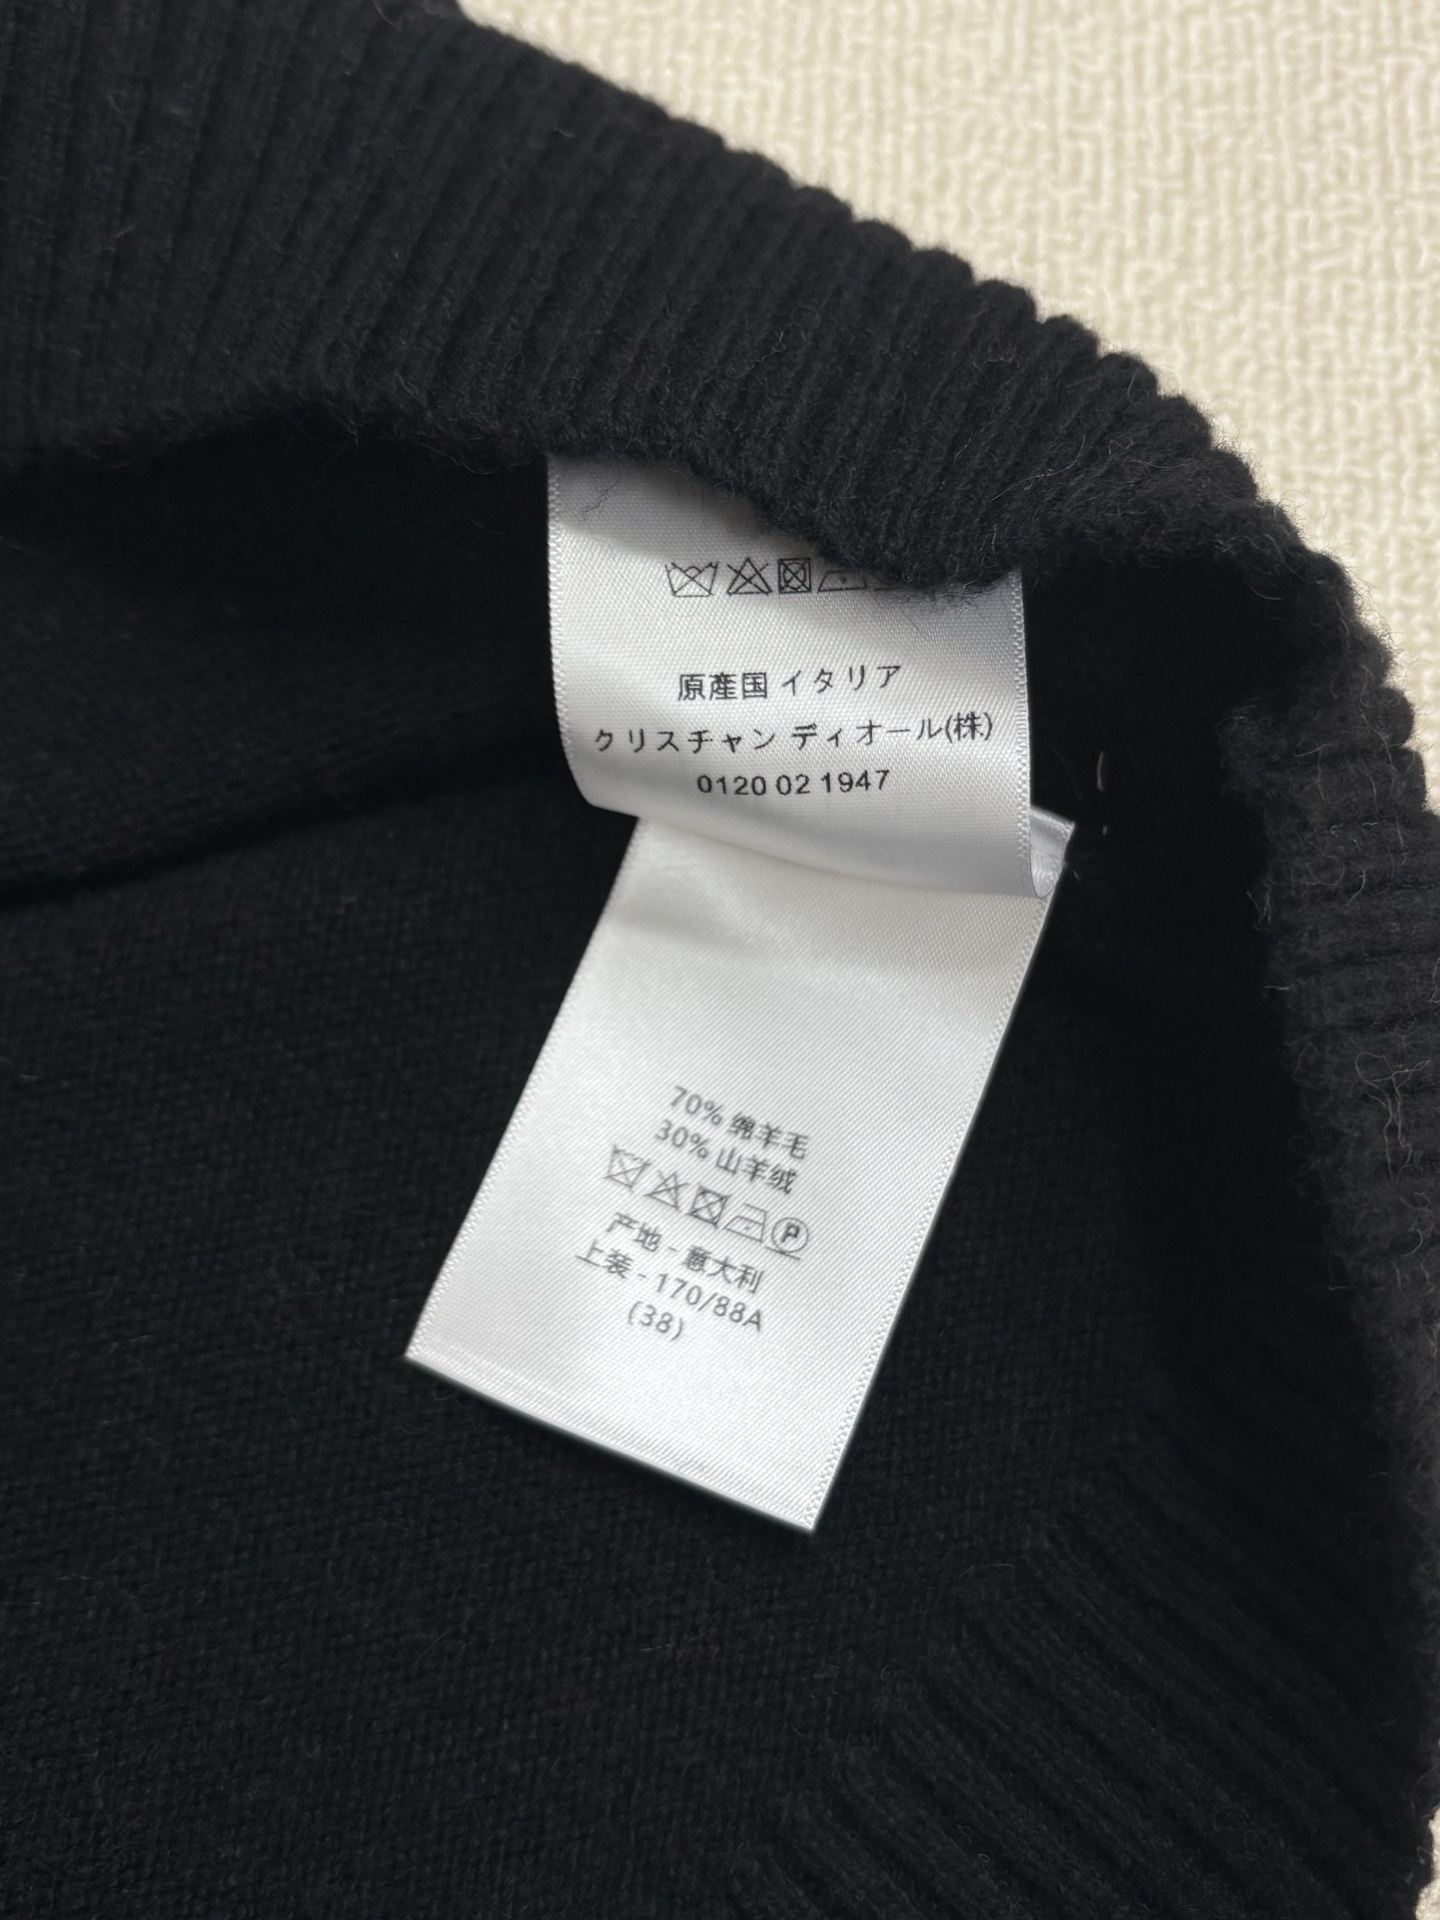 原産国 イタリア
クリスチャン ディオール(株)
0120 02 1947
70% 绵羊毛
30% 山羊绒
P
产地 - 意大利
上装 - 170/88A
(38)